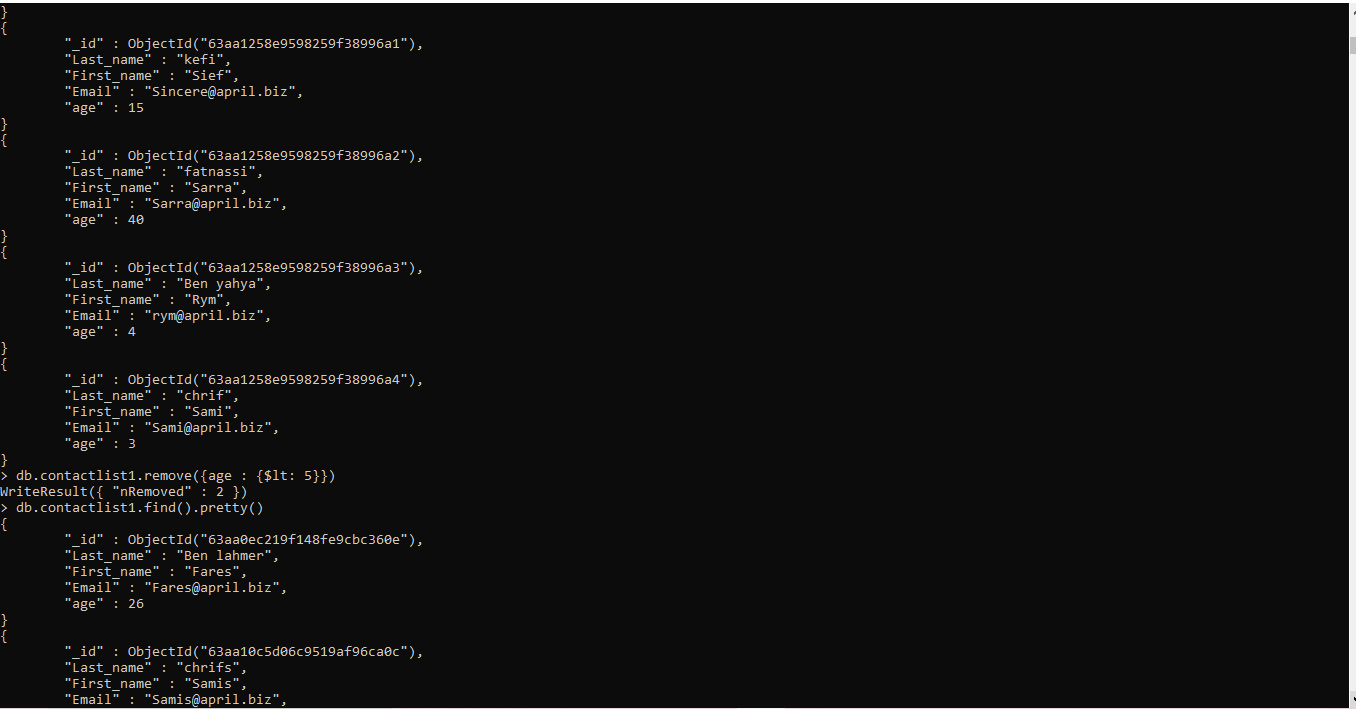 }
{
"_id" : ObjectId("63aa1258e9598259f38996a1"),
"Last_name" : "kefi",
"First_name" : "Sief",
"Email" : "Sincere@april.biz",
"age" : 15
}
{
"_id" : ObjectId("63aa1258e9598259f38996a2"),
"Last_name" : "fatnassi",
"First_name" : "Sarra",
"Email" : "Sarra@april.biz",
"age" : 40
}
{
"_id" : ObjectId("63aa1258e9598259f38996a3"),
"Last_name" : "Ben yahya",
"First_name" : "Rym",
"Email" : "rym@april.biz",
"age" : 4
}
{
"_id" : ObjectId("63aa1258e9598259f38996a4"),
"Last_name" : "chrif",
"First_name" : "Sami",
"Email" : "Sami@april.biz",
"age" : 3
}
> db.contactlist1.remove({age : {$lt: 5}})
WriteResult({ "nRemoved" : 2 })
> db.contactlist1.find().pretty()
{
"_id" : ObjectId("63aa0ec219f148fe9cbc360e"),
"Last_name" : "Ben lahmer",
"First_name" : "Fares",
"Email" : "Fares@april.biz",
"age" : 26
}
{
"_id" : ObjectId("63aa10c5d06c9519af96ca0c"),
"Last_name" : "chrifs",
"First_name" : "Samis",
"Email" : "Samis@april.biz",